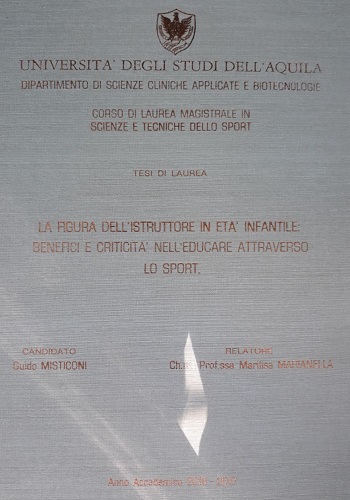 UNIVERSITA' DEGLI STUDI DELL'AQUILA
DIPARTIMENTO DI SCIENZE CLINICHE APPLICATE E BIOTECNOLOGIE
CORSO DI LAUREA MAGISTRALE IN
SCIENZE E TECNICHE DELLO SPORT
TESI DI LAUREA
LA FIGURA DELL'ISTRUTTORE IN ETA' INFANTILE:
BENEFICI E CRITICITA' NELL'EDUCARE ATTRAVERSO
LO SPORT.
CANDIDATO
Guido MISTICONI
RELATORE
Prof.ssa Marilisa MARIANELLA
Anno Accademico